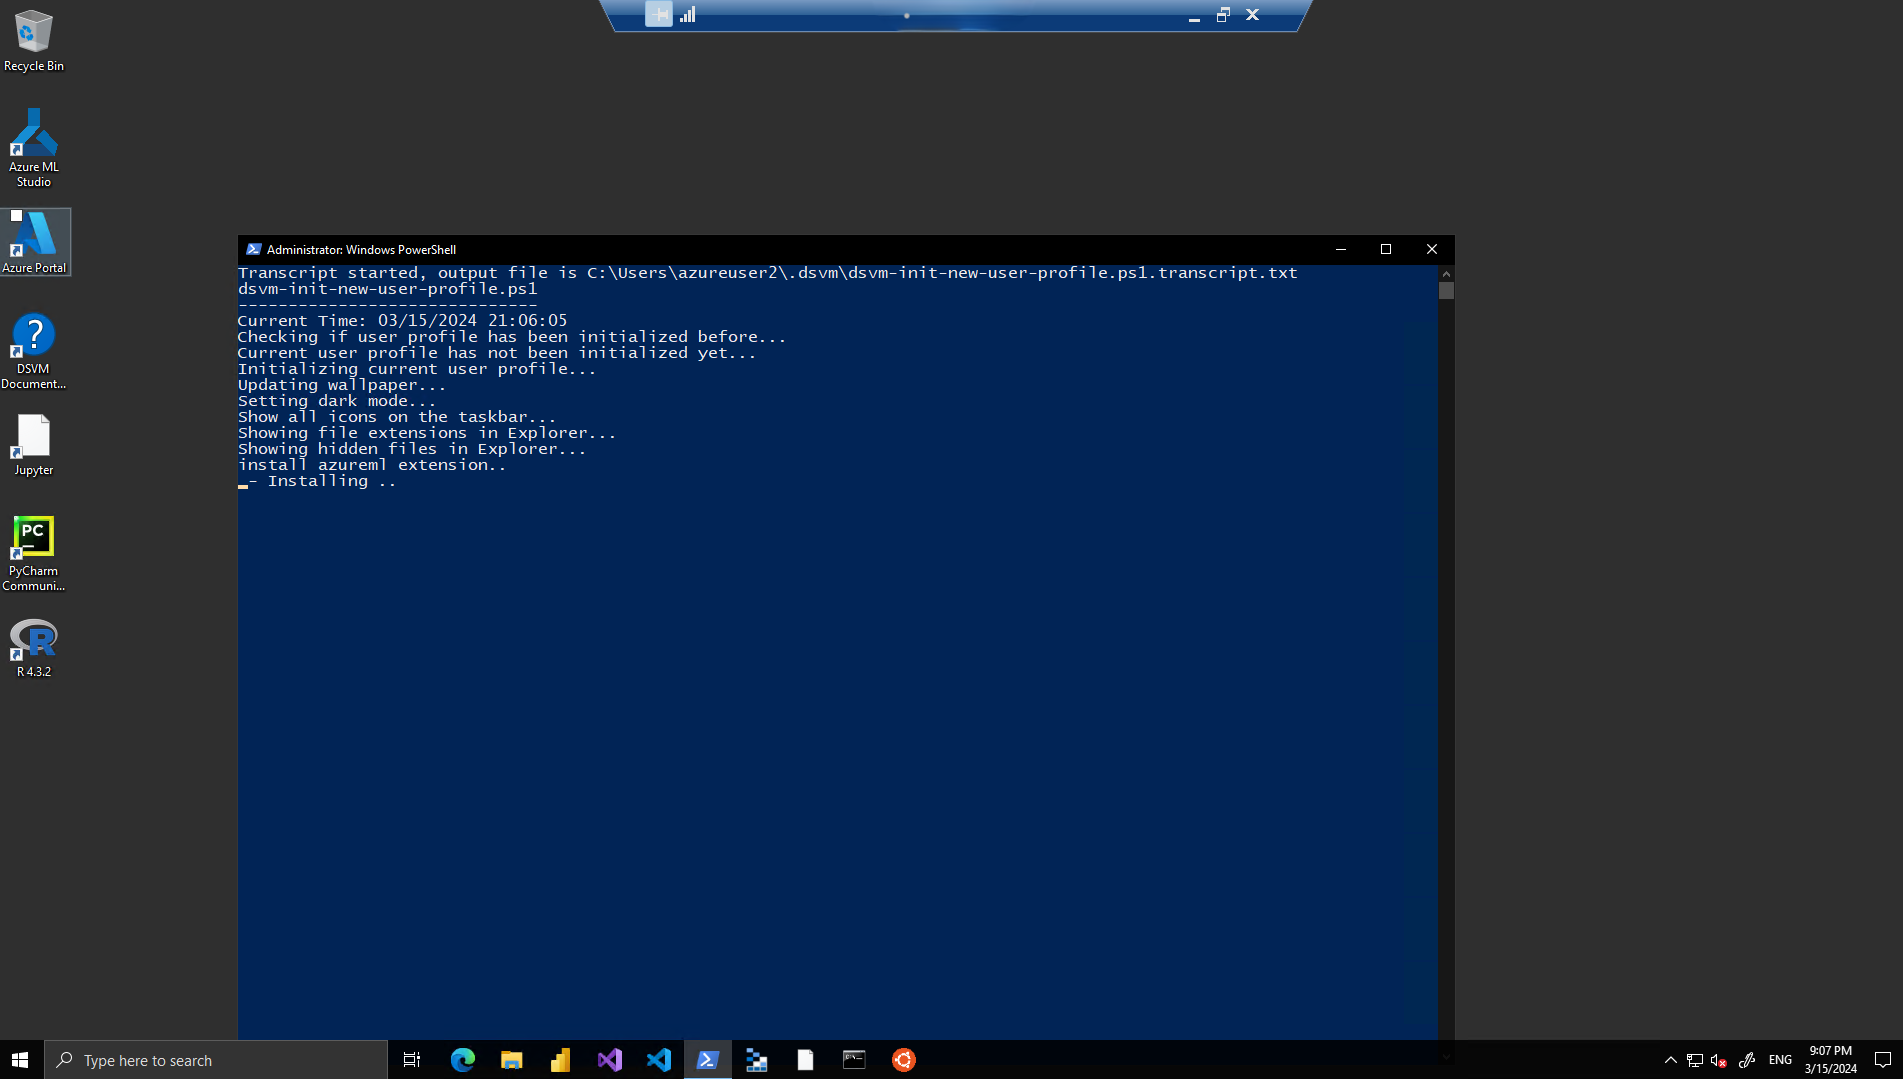 Recycle Bin
Azure ML
Studio
Azure Portal
?
DSVM
Document...
Jupyter
PC
PyCharm
Communi...
R
R 4.3.2
Administrator: Windows PowerShell
Transcript started, output file is C:\Users\azureuser2\.dsvm\dsvm-init-new-user-profile.ps1.transcript.txt
dsvm-init-new-user-profile.ps1
------------------------------
Current Time: 03/15/2024 21:06:05
Checking if user profile has been initialized before...
Current user profile has not been initialized yet...
Initializing current user profile...
Updating wallpaper...
Setting dark mode...
Show all icons on the taskbar...
Showing file extensions in Explorer...
Showing hidden files in Explorer...
install azureml extension..
- Installing ..
Type here to search
ENG
9:07 PM
3/15/2024